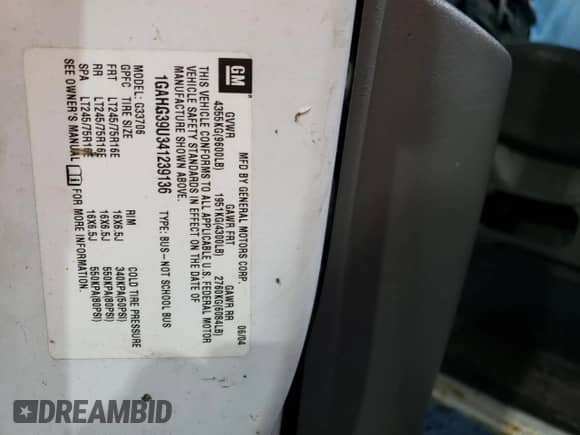 GM
MFD BY GENERAL MOTORS CORP. 06/04
GVWR GAWR FRT GAWR RR
4355KG(9600LB) 1951KG(4300LB) 2760KG(6084LB)
THIS VEHICLE CONFORMS TO ALL APPLICABLE U.S. FEDERAL MOTOR
VEHICLE SAFETY STANDARDS IN EFFECT ON THE DATE OF
MANUFACTURE SHOWN ABOVE.
1GAHG39U341239136 TYPE: BUS-NOT SCHOOL BUS
MODEL: G33706
GPFC TIRE SIZE RIM COLD TIRE PRESSURE
FRT LT245/75R16E 16X6.5J 340KPA(50PSI)
RR LT245/75R16E 16X6.5J 550KPA(80PSI)
SPA LT245/75R16E 16X6.5J 550KPA(80PSI)
SEE OWNER'S MANUAL FOR MORE INFORMATION.
DREAMBID